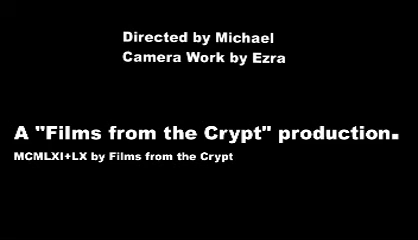 Directed by Michael
Camera Work by Ezra
A "Films from the Crypt" production.
MCMLXI+LX by Films from the Crypt